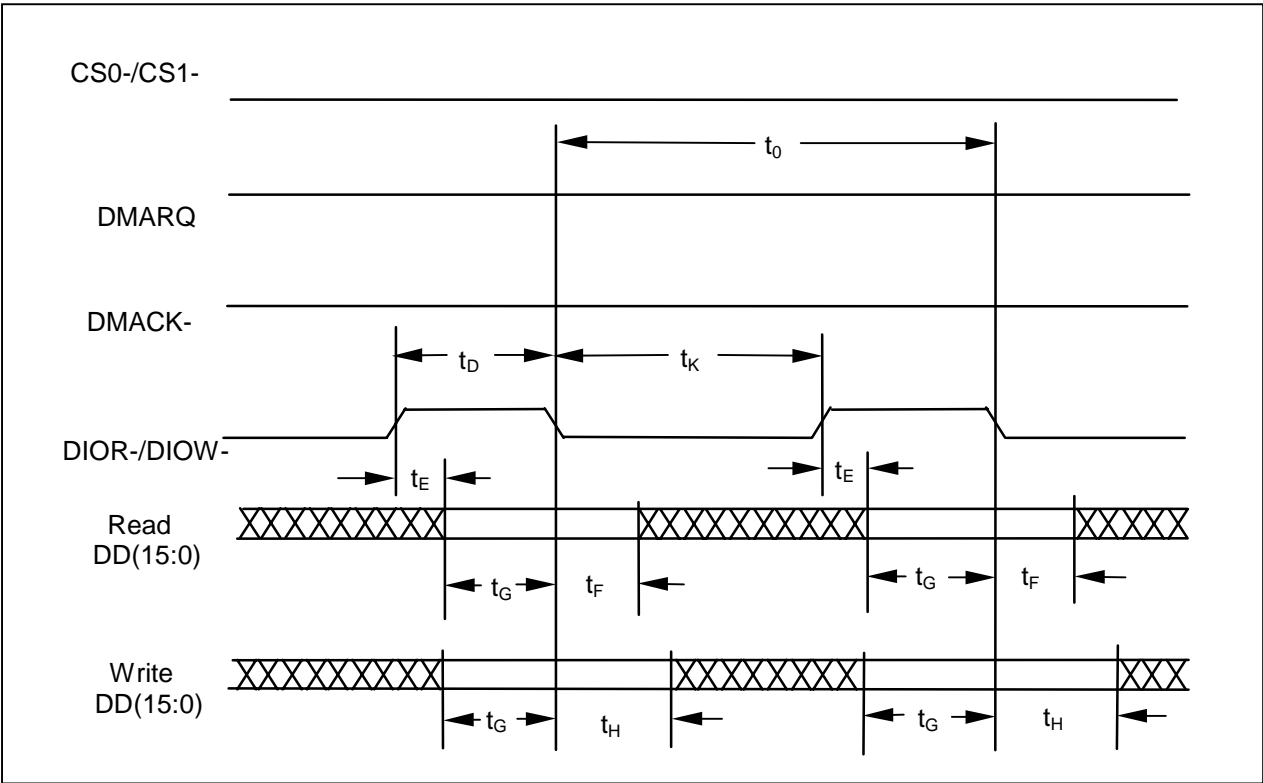 CS0-/CS1-
t0
DMARQ
DMACK-
tD
tK
DIOR-/DIOW-
tE
tE
Read
DD(15:0)
tG
tF
tG
tF
Write
DD(15:0)
tG
tH
tG
tH